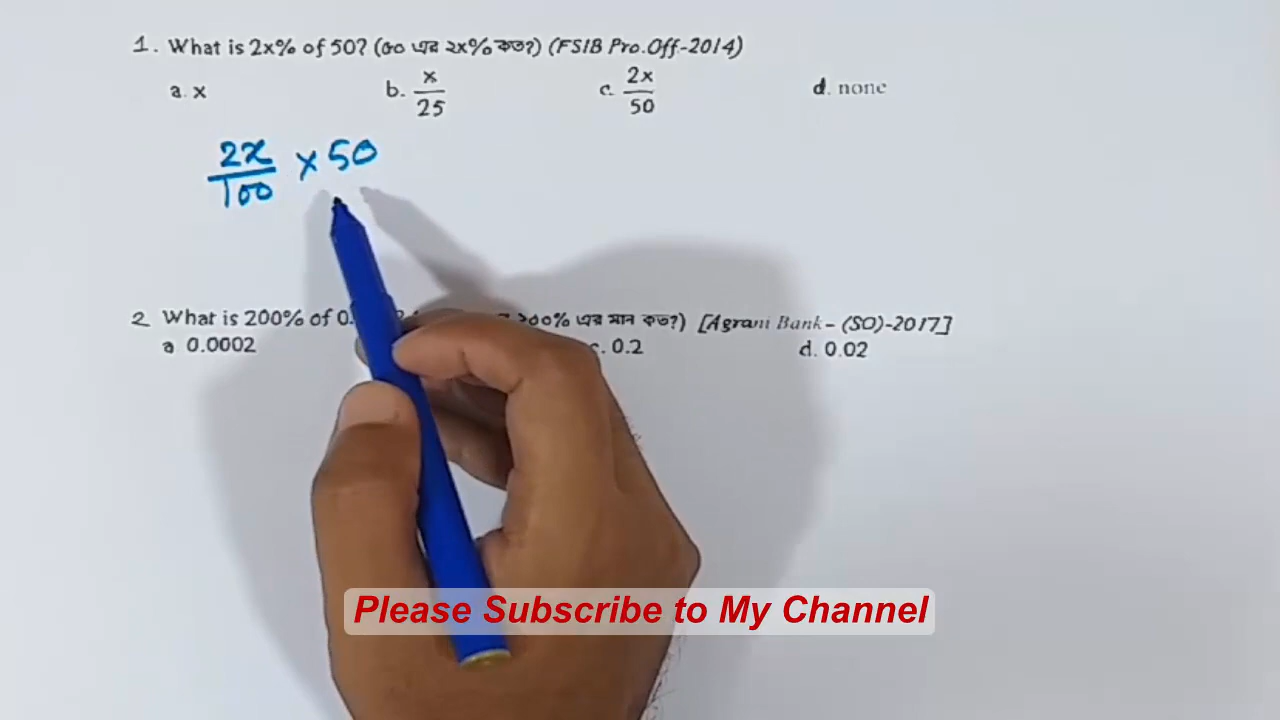 1. What is 2x% of 50? (৫০ এর ২x% কত?) (FSIB Pro.Off-2014)
a. x b. x/25 c. 2x/50 d. none
2x/100 × 50
2 What is 200% of 0. ২০০% এর মান কত?) [Agrani Bank- (SO)-2017]
a 0.0002 c. 0.2 d. 0.02
Please Subscribe to My Channel